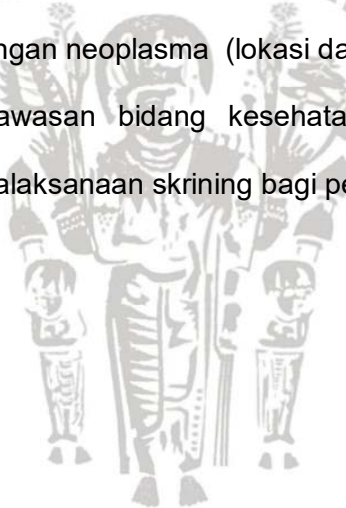 ngan neoplasma (lokasi da
awasan bidang kesehata
alaksanaan skrining bagi pe